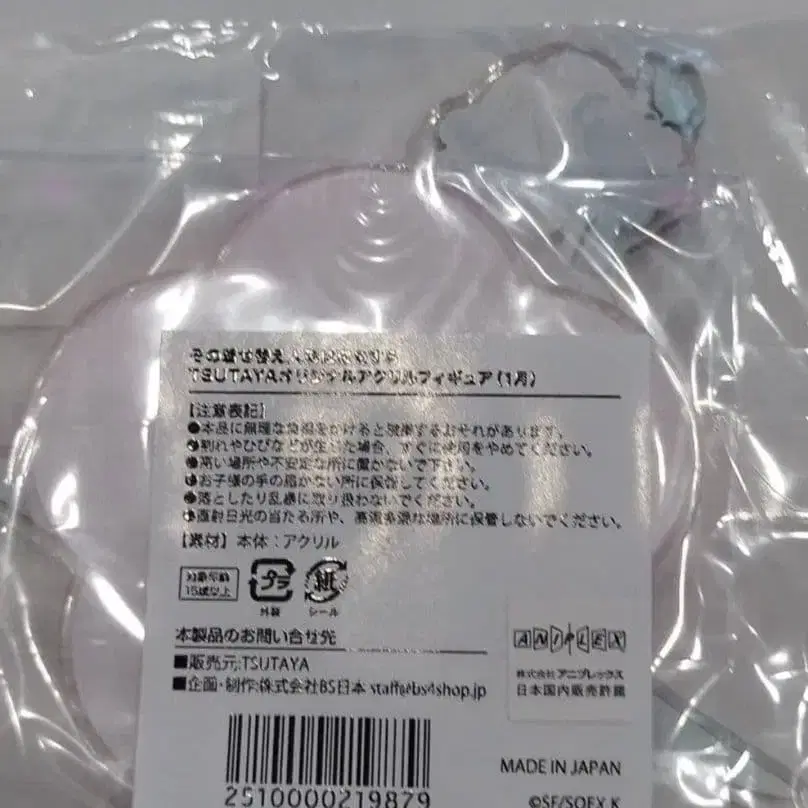 その着せ替え人形は恋をする
TSUTAYAオリジナルアクリルフィギュア(1月)
【注意表記】
●本品に無理な負荷をかけると破損するおそれがあります。
●割れやひびなどが生じた場合、すぐに使用をやめてください。
●高い場所や不安定な所に置かないで下さい。
●お子様の手の届かない所に保管してください。
●落としたり乱雑に取り扱わないでください。
●直射日光の当たる所や、高温多湿な場所に保管しないでください。
【素材】本体:アクリル
対象年齢
15歳以上
プラ
外装
紙
シール
本製品のお問い合せ先
■販売元:TSUTAYA
■企画・制作:株式会社BS日本 staff@bs4shop.jp
ANIPLEX
株式会社アニプレックス
日本国内販売許諾
2510000219879
MADE IN JAPAN
©SF/SQEX,K